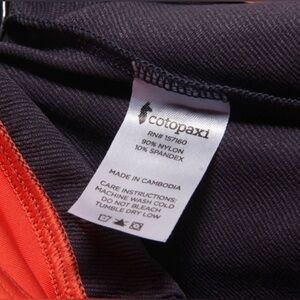 cotopaxi
RN# 157160
90% NYLON
10% SPANDEX
MADE IN CAMBODIA
CARE INSTRUCTIONS:
MACHINE WASH COLD
DO NOT BLEACH
TUMBLE DRY LOW